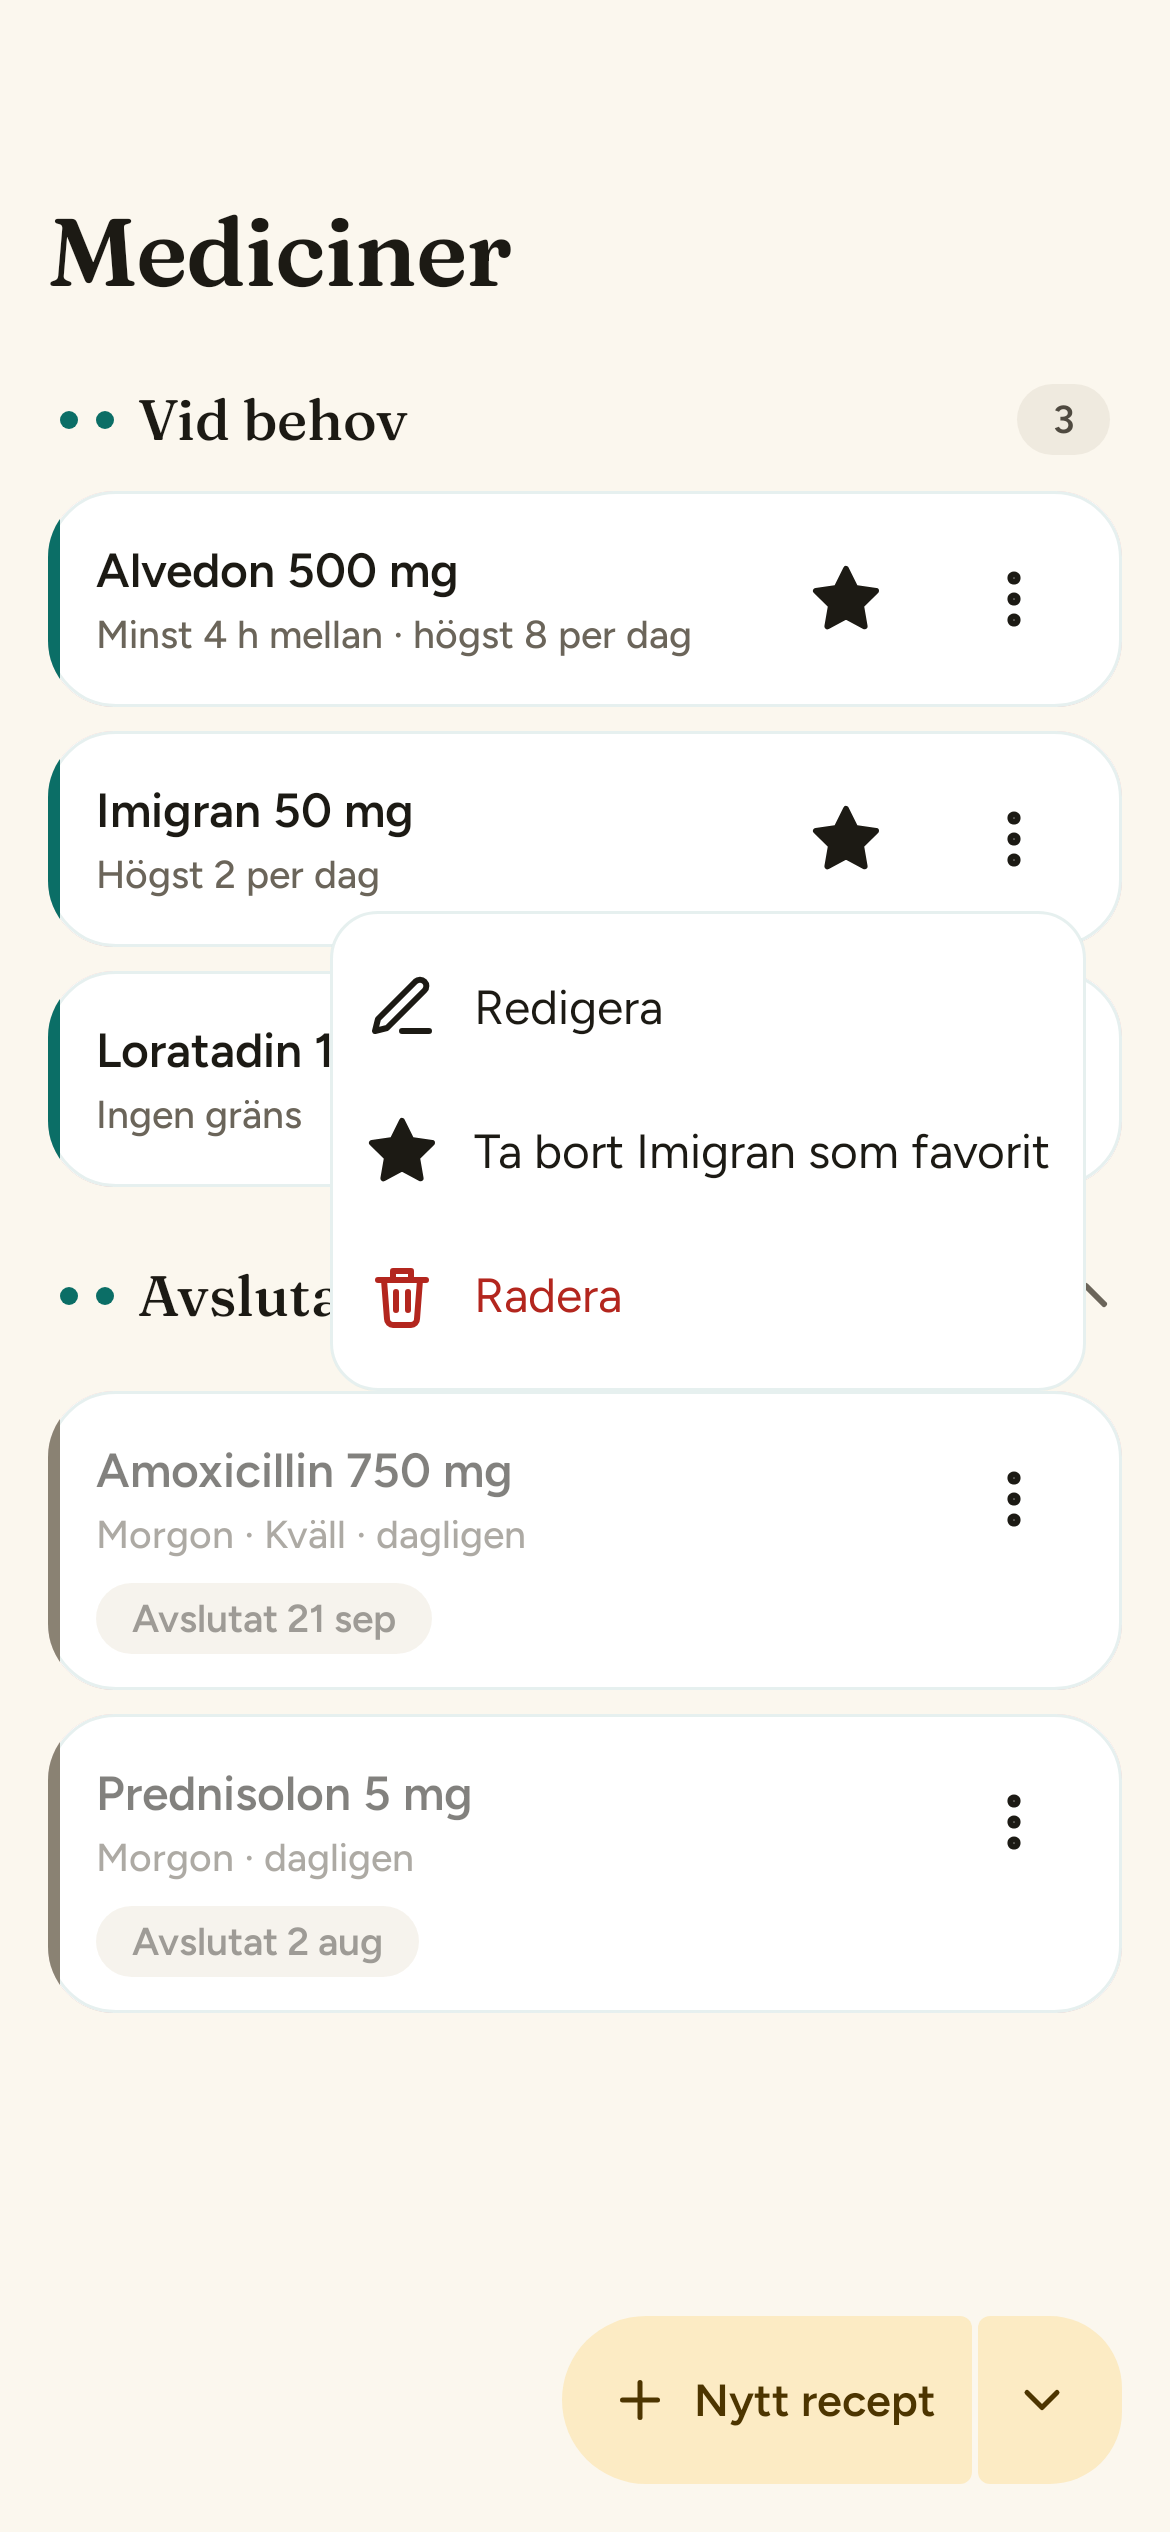 Mediciner
Vid behov
3
Alvedon 500 mg
Minst 4 h mellan · högst 8 per dag
Imigran 50 mg
Högst 2 per dag
Loratadin
Ingen gräns
Redigera
Ta bort Imigran som favorit
Radera
Amoxicillin 750 mg
Morgon · Kväll · dagligen
Avslutat 21 sep
Prednisolon 5 mg
Morgon · dagligen
Avslutat 2 aug
Nytt recept